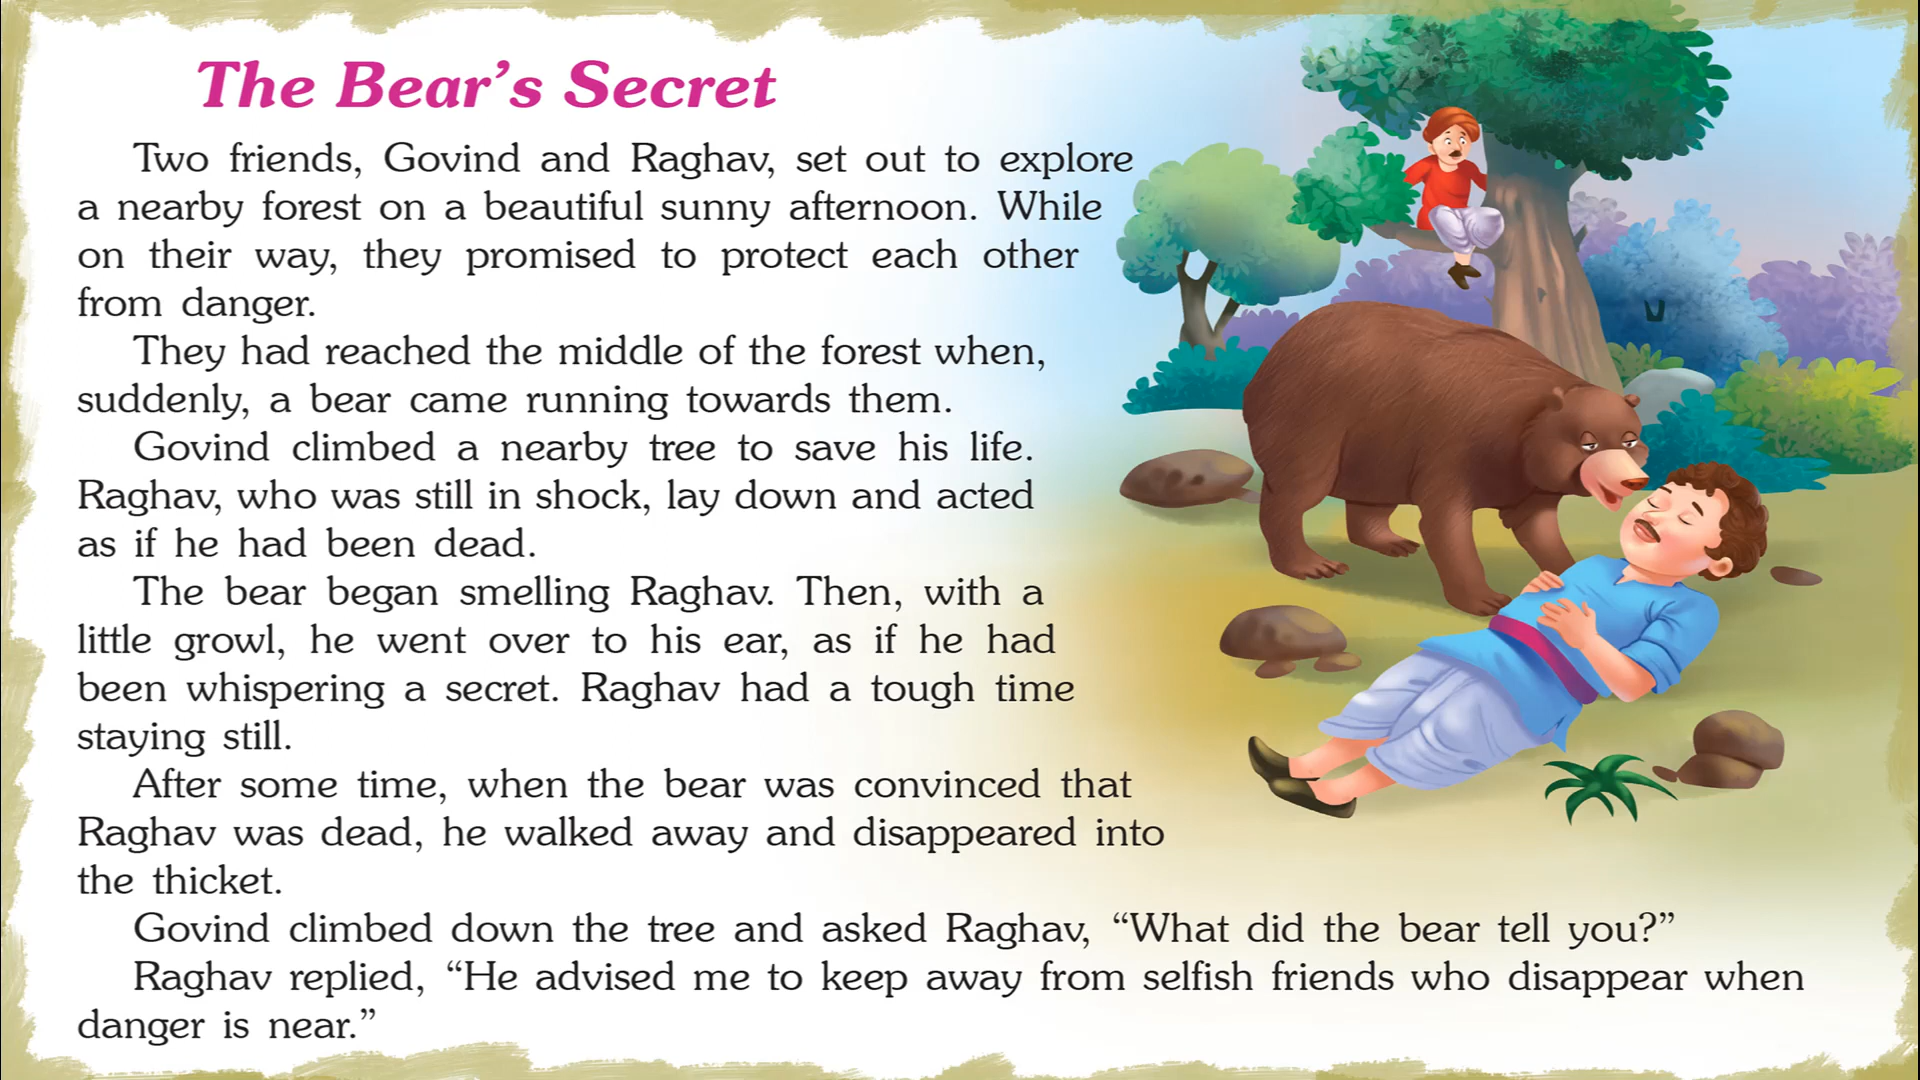 The Bear’s Secret
Two friends, Govind and Raghav, set out to explore
a nearby forest on a beautiful sunny afternoon. While
on their way, they promised to protect each other
from danger.
They had reached the middle of the forest when,
suddenly, a bear came running towards them.
Govind climbed a nearby tree to save his life.
Raghav, who was still in shock, lay down and acted
as if he had been dead.
The bear began smelling Raghav. Then, with a
little growl, he went over to his ear, as if he had
been whispering a secret. Raghav had a tough time
staying still.
After some time, when the bear was convinced that
Raghav was dead, he walked away and disappeared into
the thicket.
Govind climbed down the tree and asked Raghav, “What did the bear tell you?”
Raghav replied, “He advised me to keep away from selfish friends who disappear when
danger is near.”